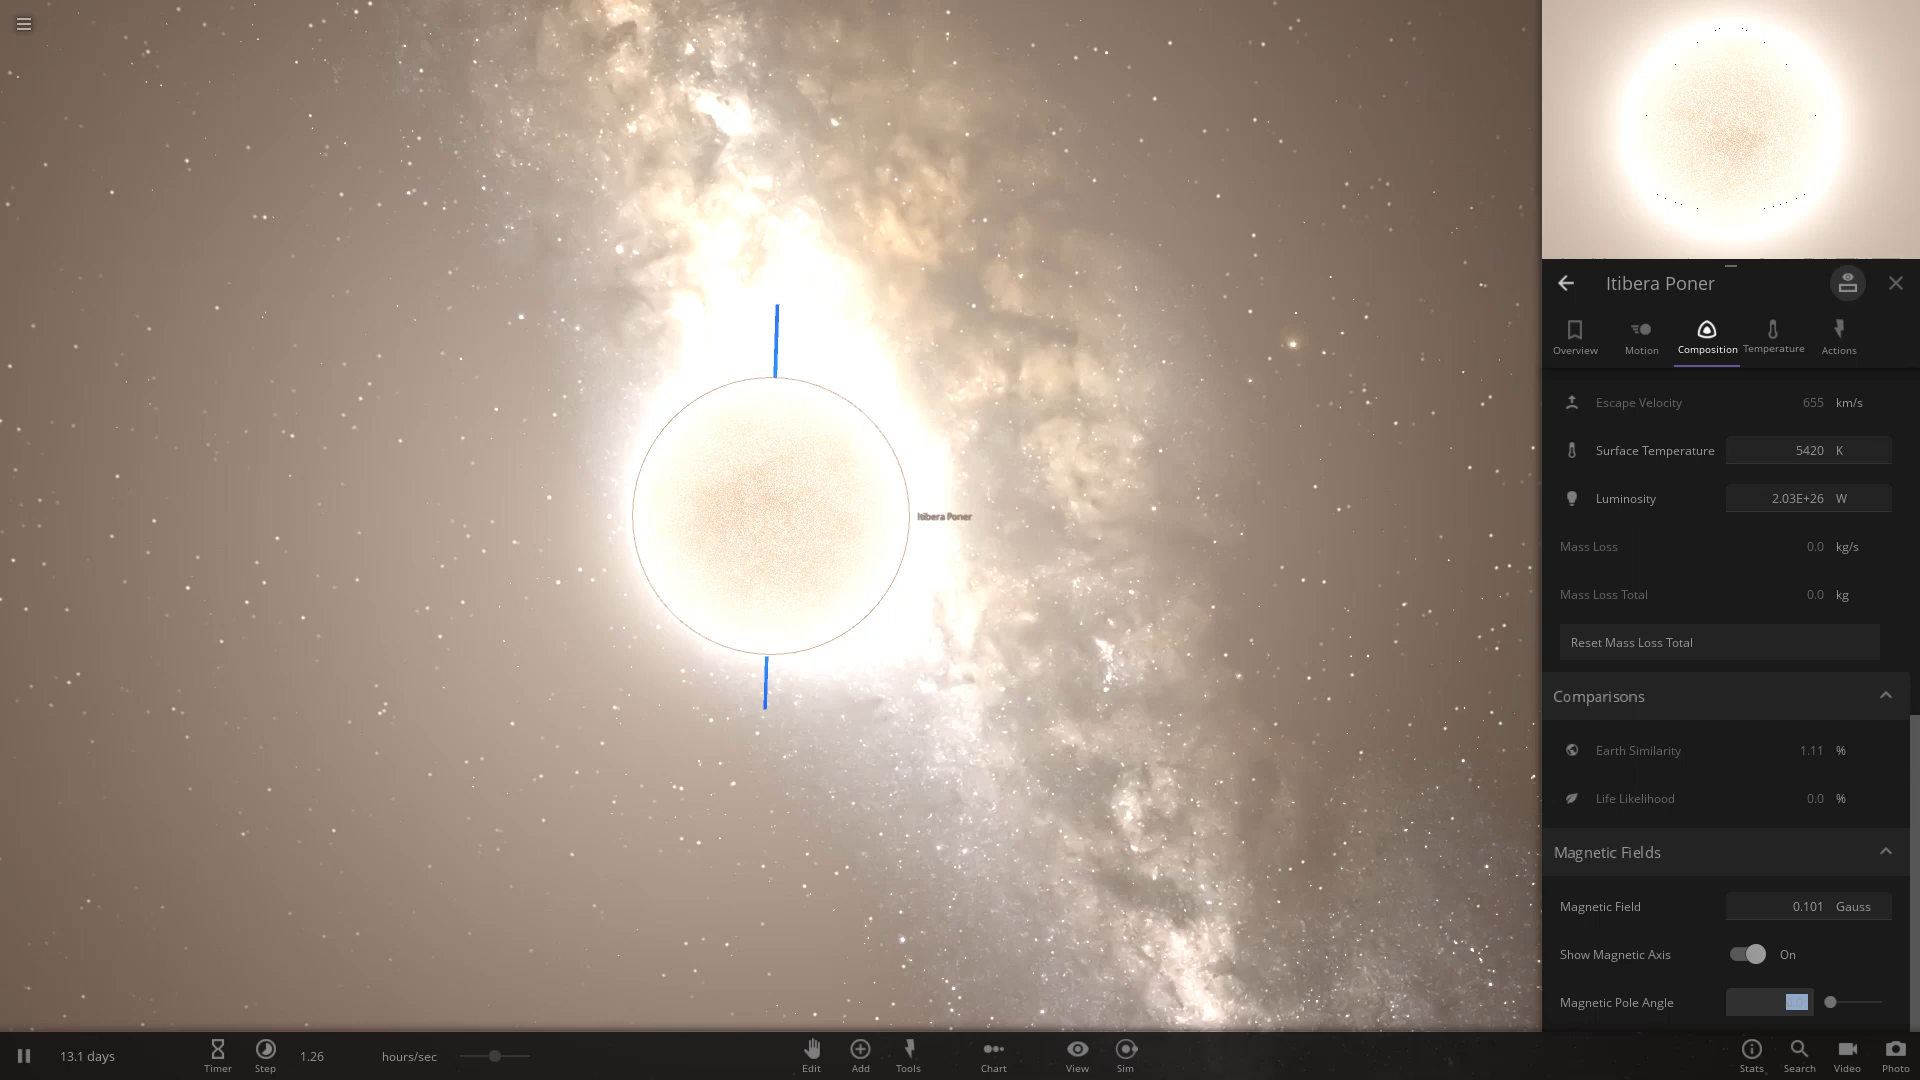 Itibera Poner
Itibera Poner
Overview
Motion
Composition
Temperature
Actions
Escape Velocity 655 km/s
Surface Temperature 5420 K
Luminosity 2.03E+26 W
Mass Loss 0.0 kg/s
Mass Loss Total 0.0 kg
Reset Mass Loss Total
Comparisons
Earth Similarity 1.11 %
Life Likelihood 0.0 %
Magnetic Fields
Magnetic Field 0.101 Gauss
Show Magnetic Axis On
Magnetic Pole Angle
13.1 days
Timer
Step
1.26 hours/sec
Edit
Add
Tools
Chart
View
Sim
Stats
Search
Video
Photo